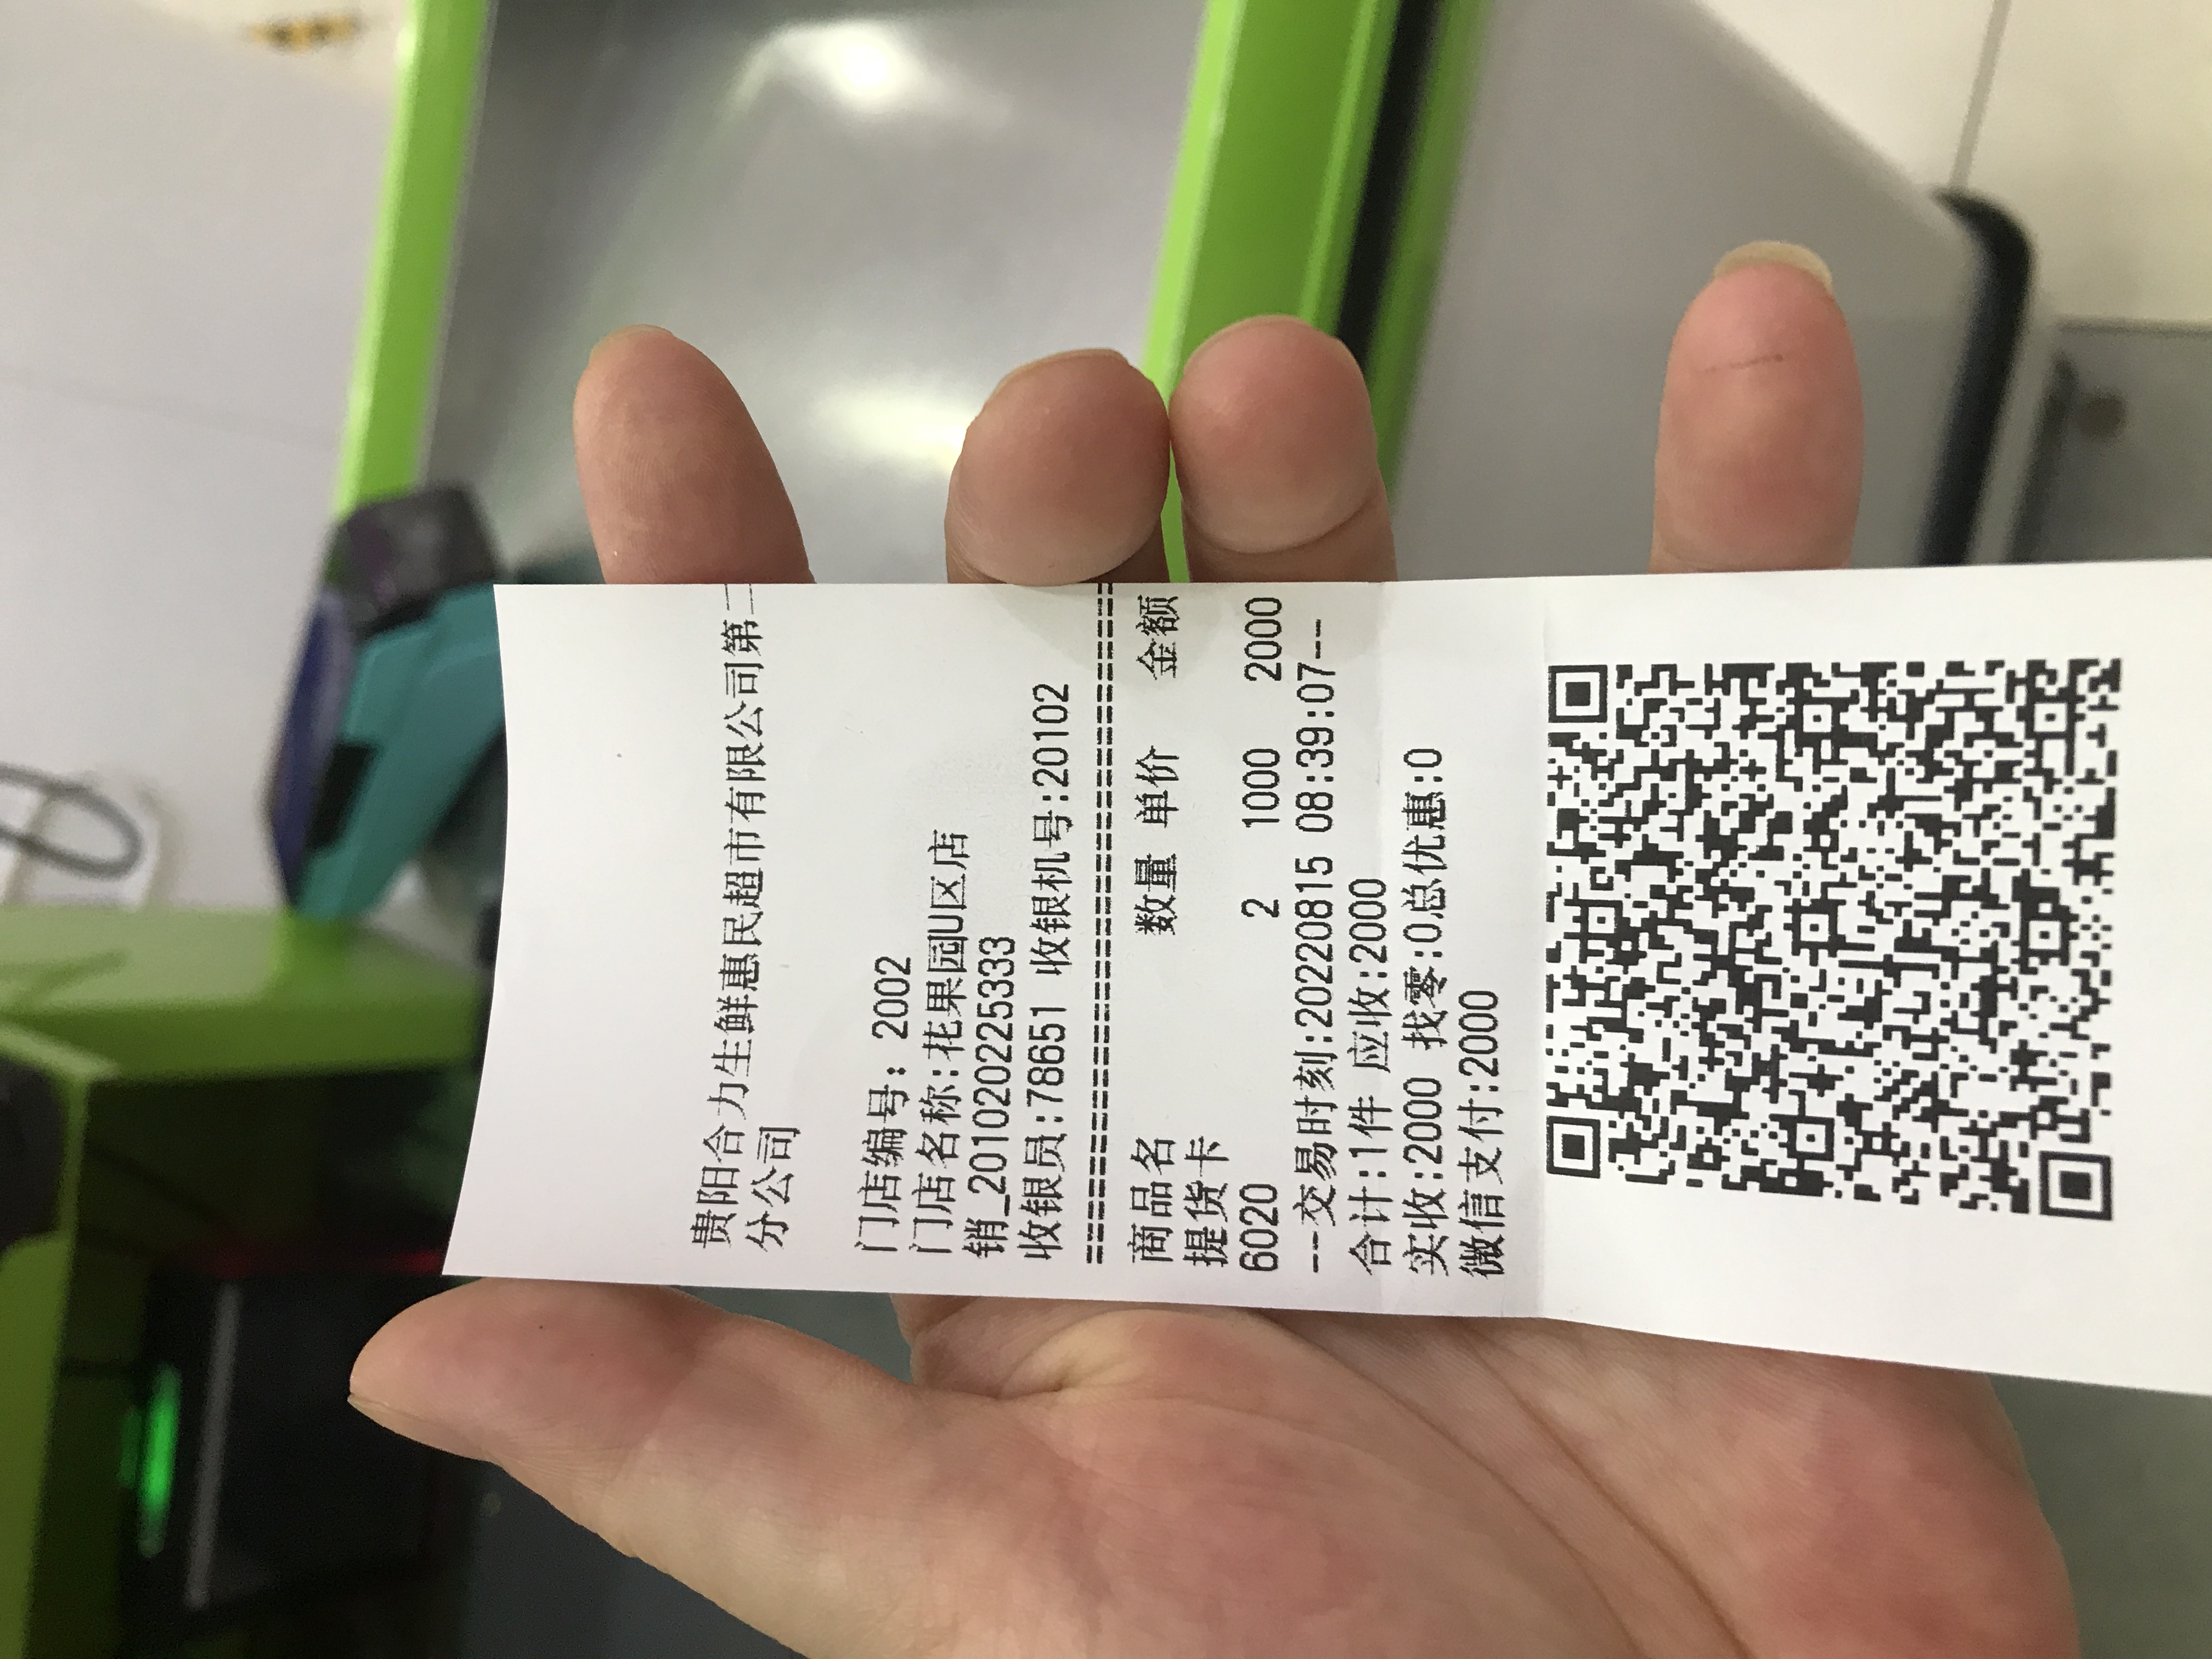 贵阳合力生鲜惠民超市有限公司第二
分公司
门店编号: 2002
门店名称:花果园U区店
销_2010202225333
收银员:78651 收银机号:20102
========================================
商品名 数量 单价 金额
提货卡
6020 2 1000 2000
--交易时刻:20220815 08:39:07---
合计:1件 应收:2000
实收:2000 找零:0总优惠:0
微信支付:2000